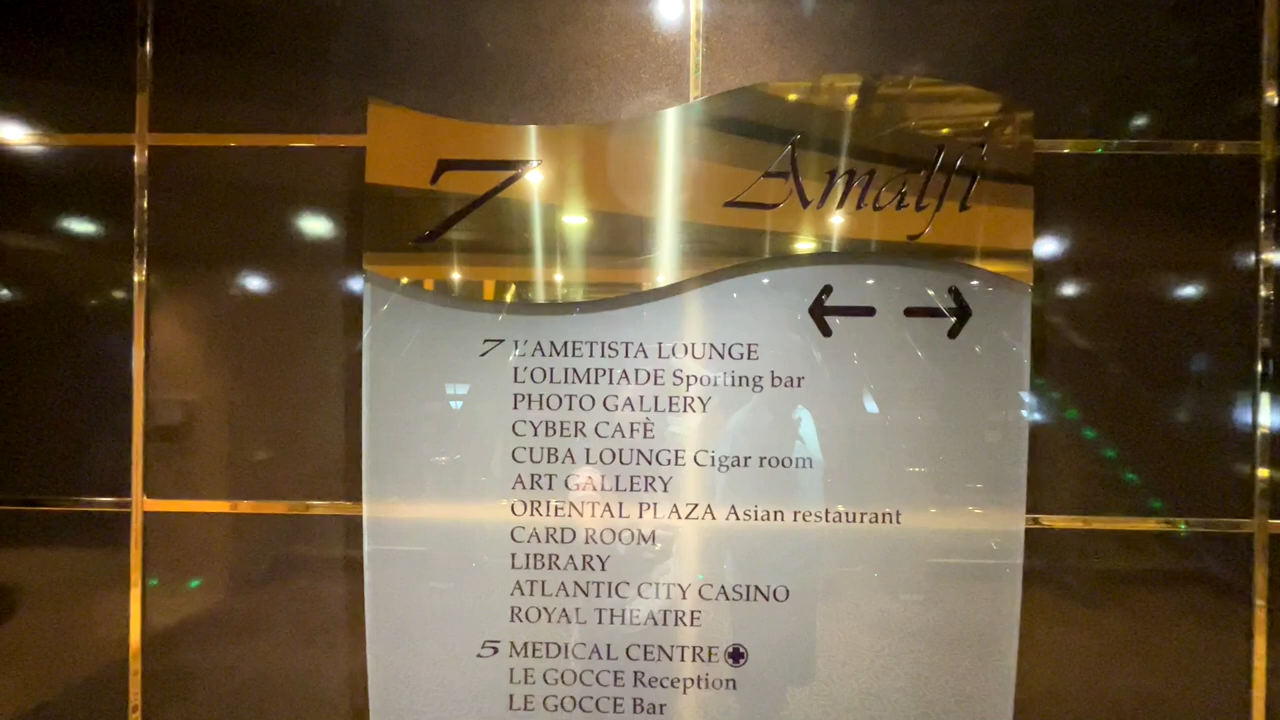 7 Amalfi
7 L'AMETISTA LOUNGE
L'OLIMPIADE Sporting bar
PHOTO GALLERY
CYBER CAFÈ
CUBA LOUNGE Cigar room
ART GALLERY
ORIENTAL PLAZA Asian restaurant
CARD ROOM
LIBRARY
ATLANTIC CITY CASINO
ROYAL THEATRE
5 MEDICAL CENTRE
LE GOCCE Reception
LE GOCCE Bar